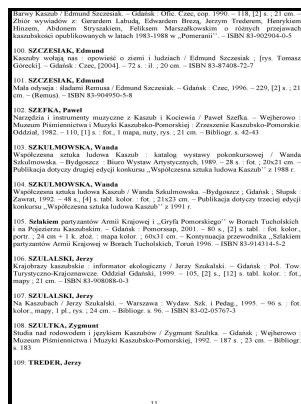 Barwy Kaszub / Edmund Szczesiak. – Gdańsk : Ofic. Czec, cop. 1990. – 118, [2] s. ; 21 cm. –
Zbiór wywiadów z: Gerardem Labudą, Edwardem Brezą, Jerzym Trederem, Henrykiem
Hinzem, Abdonem Stryszakiem, Feliksem Marszałkowskim o różnych przejawach
kaszubskości opublikowanych w latach 1983-1988 w „Pomeranii”. – ISBN 83-902904-0-5
100. SZCZESIAK, Edmund
Kaszuby wołają nas : opowieść o ziemi i ludziach / Edmund Szczesiak ; [rys. Tomasz
Górecki]. – Gdańsk : Czec, [2004]. – 72 s. : il. ; 20 cm. – ISBN 83-87408-72-7
101. SZCZESIAK, Edmund
Mała odyseja : śladami Remusa / Edmund Szczesiak. – Gdańsk : Czec, 1996. – 229, [2] s. ; 21
cm. – (Remus). – ISBN 83-904950-5-8
102. SZEFKA, Paweł
Narzędzia i instrumenty muzyczne z Kaszub i Kociewia / Paweł Szefka. – Wejherowo :
Muzeum Piśmiennictwa i Muzyki Kaszubsko-Pomorskiej : Zrzeszenie Kaszubsko-Pomorskie.
Oddział, 1982. – 110, [1] s. : fot., 1 mapa, nuty, rys. ; 21 cm. – Bibliogr. s. 42-43
103. SZKULMOWSKA, Wanda
Współczesna sztuka ludowa Kaszub : katalog wystawy pokonkursowej / Wanda
Szkulmowska. – Bydgoszcz : Biuro Wystaw Artystycznych, 1989. – 28 s. : fot. ; 20x21 cm. –
Publikacja dotyczy drugiej edycji konkursu „Współczesna sztuka ludowa Kaszub” z 1988 r.
104. SZKULMOWSKA, Wanda
Współczesna sztuka ludowa Kaszub / Wanda Szkulmowska. –Bydgoszcz ; Gdańsk ; Słupsk :
Zawrat, 1992. – 48 s., [4] s. tabl. kolor. : fot. ; 21x23 cm. – Publikacja dotyczy trzeciej edycji
konkursu „Współczesna sztuka ludowa Kaszub” z 1991 r.
105. Szlakiem partyzantów Armii Krajowej i „Gryfa Pomorskiego” w Borach Tucholskich
i na Pojezierzu Kaszubskim. – Gdańsk : Pomorssap, 2001. – 80 s., [2] s. tabl. : fot. kolor.,
portr. ; 24 cm + 1 k. złoż. : mapa kolor. ; 60x31 cm. – Kontynuacja przewodnika „Szlakiem
partyzantów Armii Krajowej w Borach Tucholskich, Toruń 1996. – ISBN 83-914314-5-2
106. SZULALSKI, Jerzy
Krajobrazy kaszubskie : informator ekologiczny / Jerzy Szukalski. – Gdańsk : Pol. Tow.
Turystyczno-Krajoznawcze. Oddział Gdański, 1999. – 105, [2] s., [12] s. tabl. kolor. : fot.,
mapy ; 21 cm. – ISBN 83-908088-0-3
107. SZULALSKI, Jerzy
Na Kaszubach / Jerzy Szukalski. – Warszawa : Wydaw. Szk. i Pedag., 1995. – 96 s. : fot.
kolor., mapy, 1 pl., rys. ; 24 cm. – Bibliogr. s. 96. – ISBN 83-02-05767-3
108. SZULTKA, Zygmunt
Studia nad rodowodem i językiem Kaszubów / Zygmunt Szultka. – Gdańsk ; Wejherowo :
Muzeum Piśmiennictwa i Muzyki Kaszubsko-Pomorskiej, 1992. – 187 s. ; 23 cm. – Bibliogr.
s. 183
109. TREDER, Jerzy
11